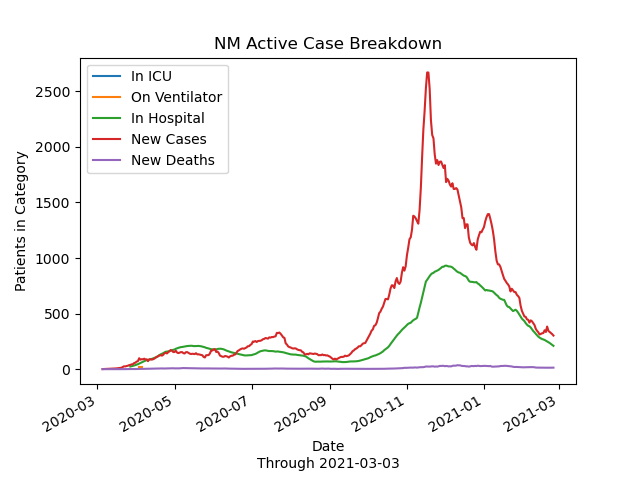 NM Active Case Breakdown
In ICU
On Ventilator
In Hospital
New Cases
New Deaths
Patients in Category
2500
2000
1500
1000
500
0
2020-03
2020-05
2020-07
2020-09
2020-11
2021-01
2021-03
Date
Through 2021-03-03